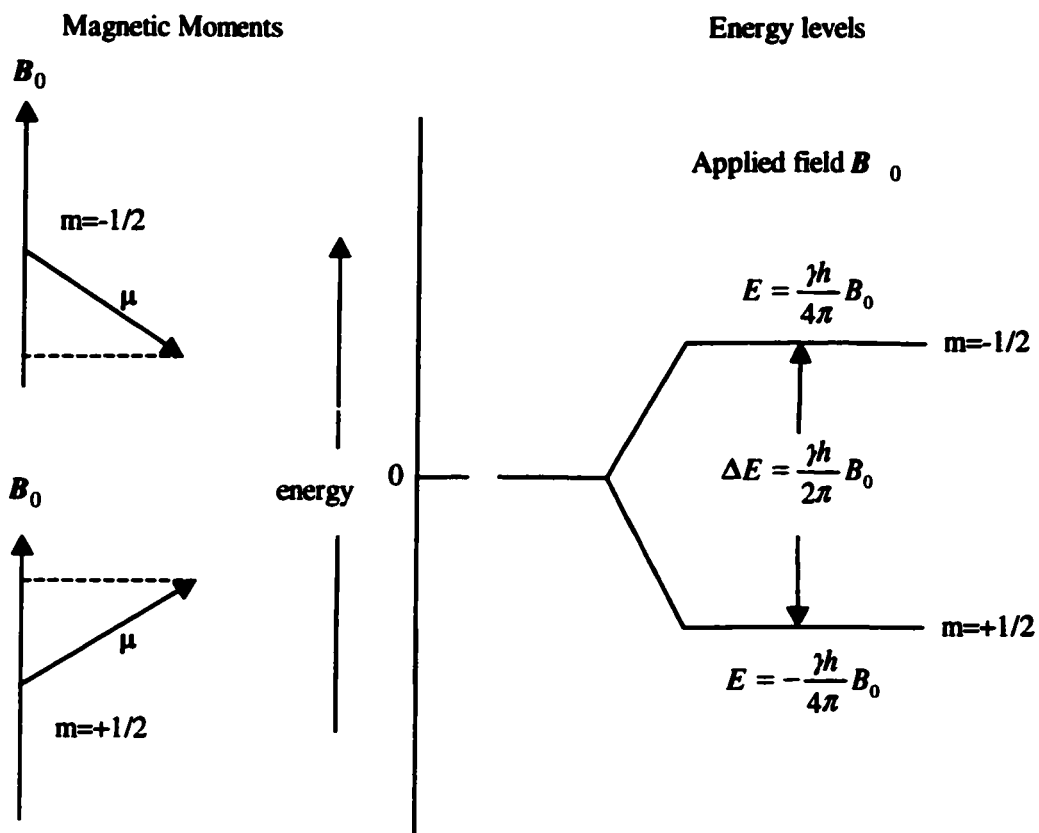 Magnetic Moments
Energy levels
B₀
Applied field B ₀
m=-1/2
μ
E = γh/4π B₀
m=-1/2
0
energy
ΔE = γh/2π B₀
B₀
μ
m=+1/2
m=+1/2
E = -γh/4π B₀